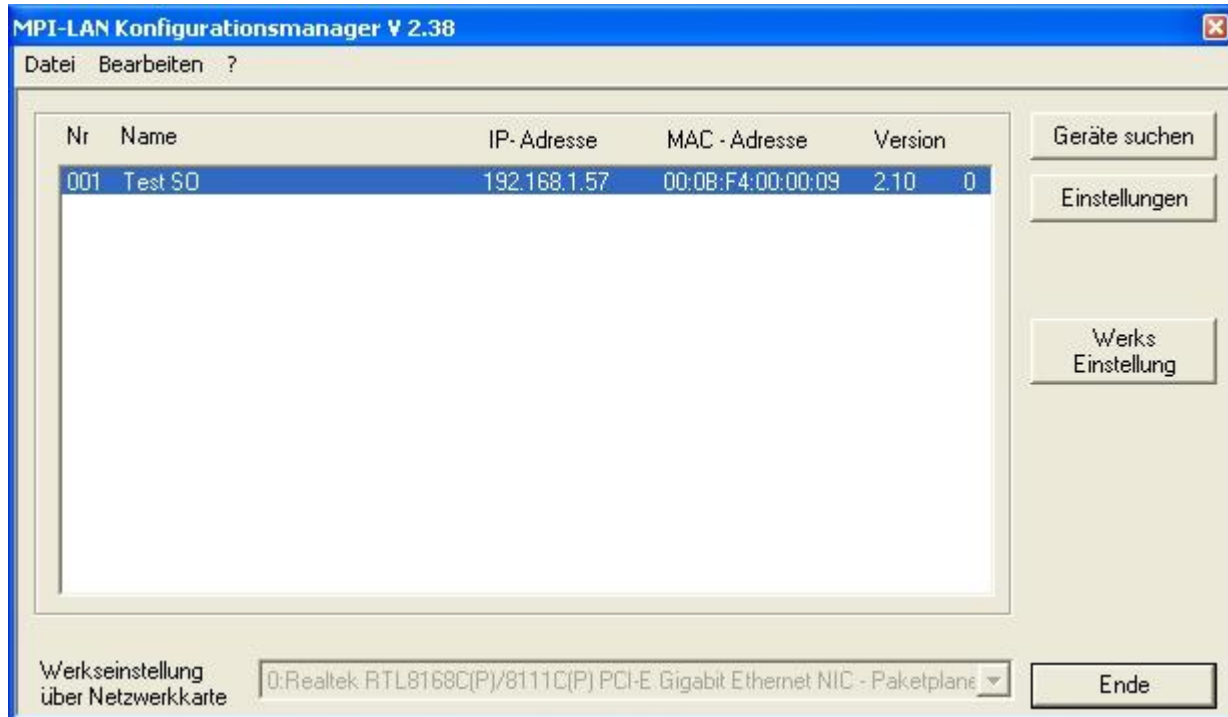 MPI-LAN Konfigurationsmanager V 2.38
Datei Bearbeiten ?
Nr Name IP-Adresse MAC - Adresse Version
001 Test SO 192.168.1.57 00:0B:F4:00:00:09 2.10 0
Geräte suchen
Einstellungen
Werks
Einstellung
Werkseinstellung
über Netzwerkkarte
0:Realtek RTL8168C(P)/8111C(P) PCI-E Gigabit Ethernet NIC - Paketplane
Ende